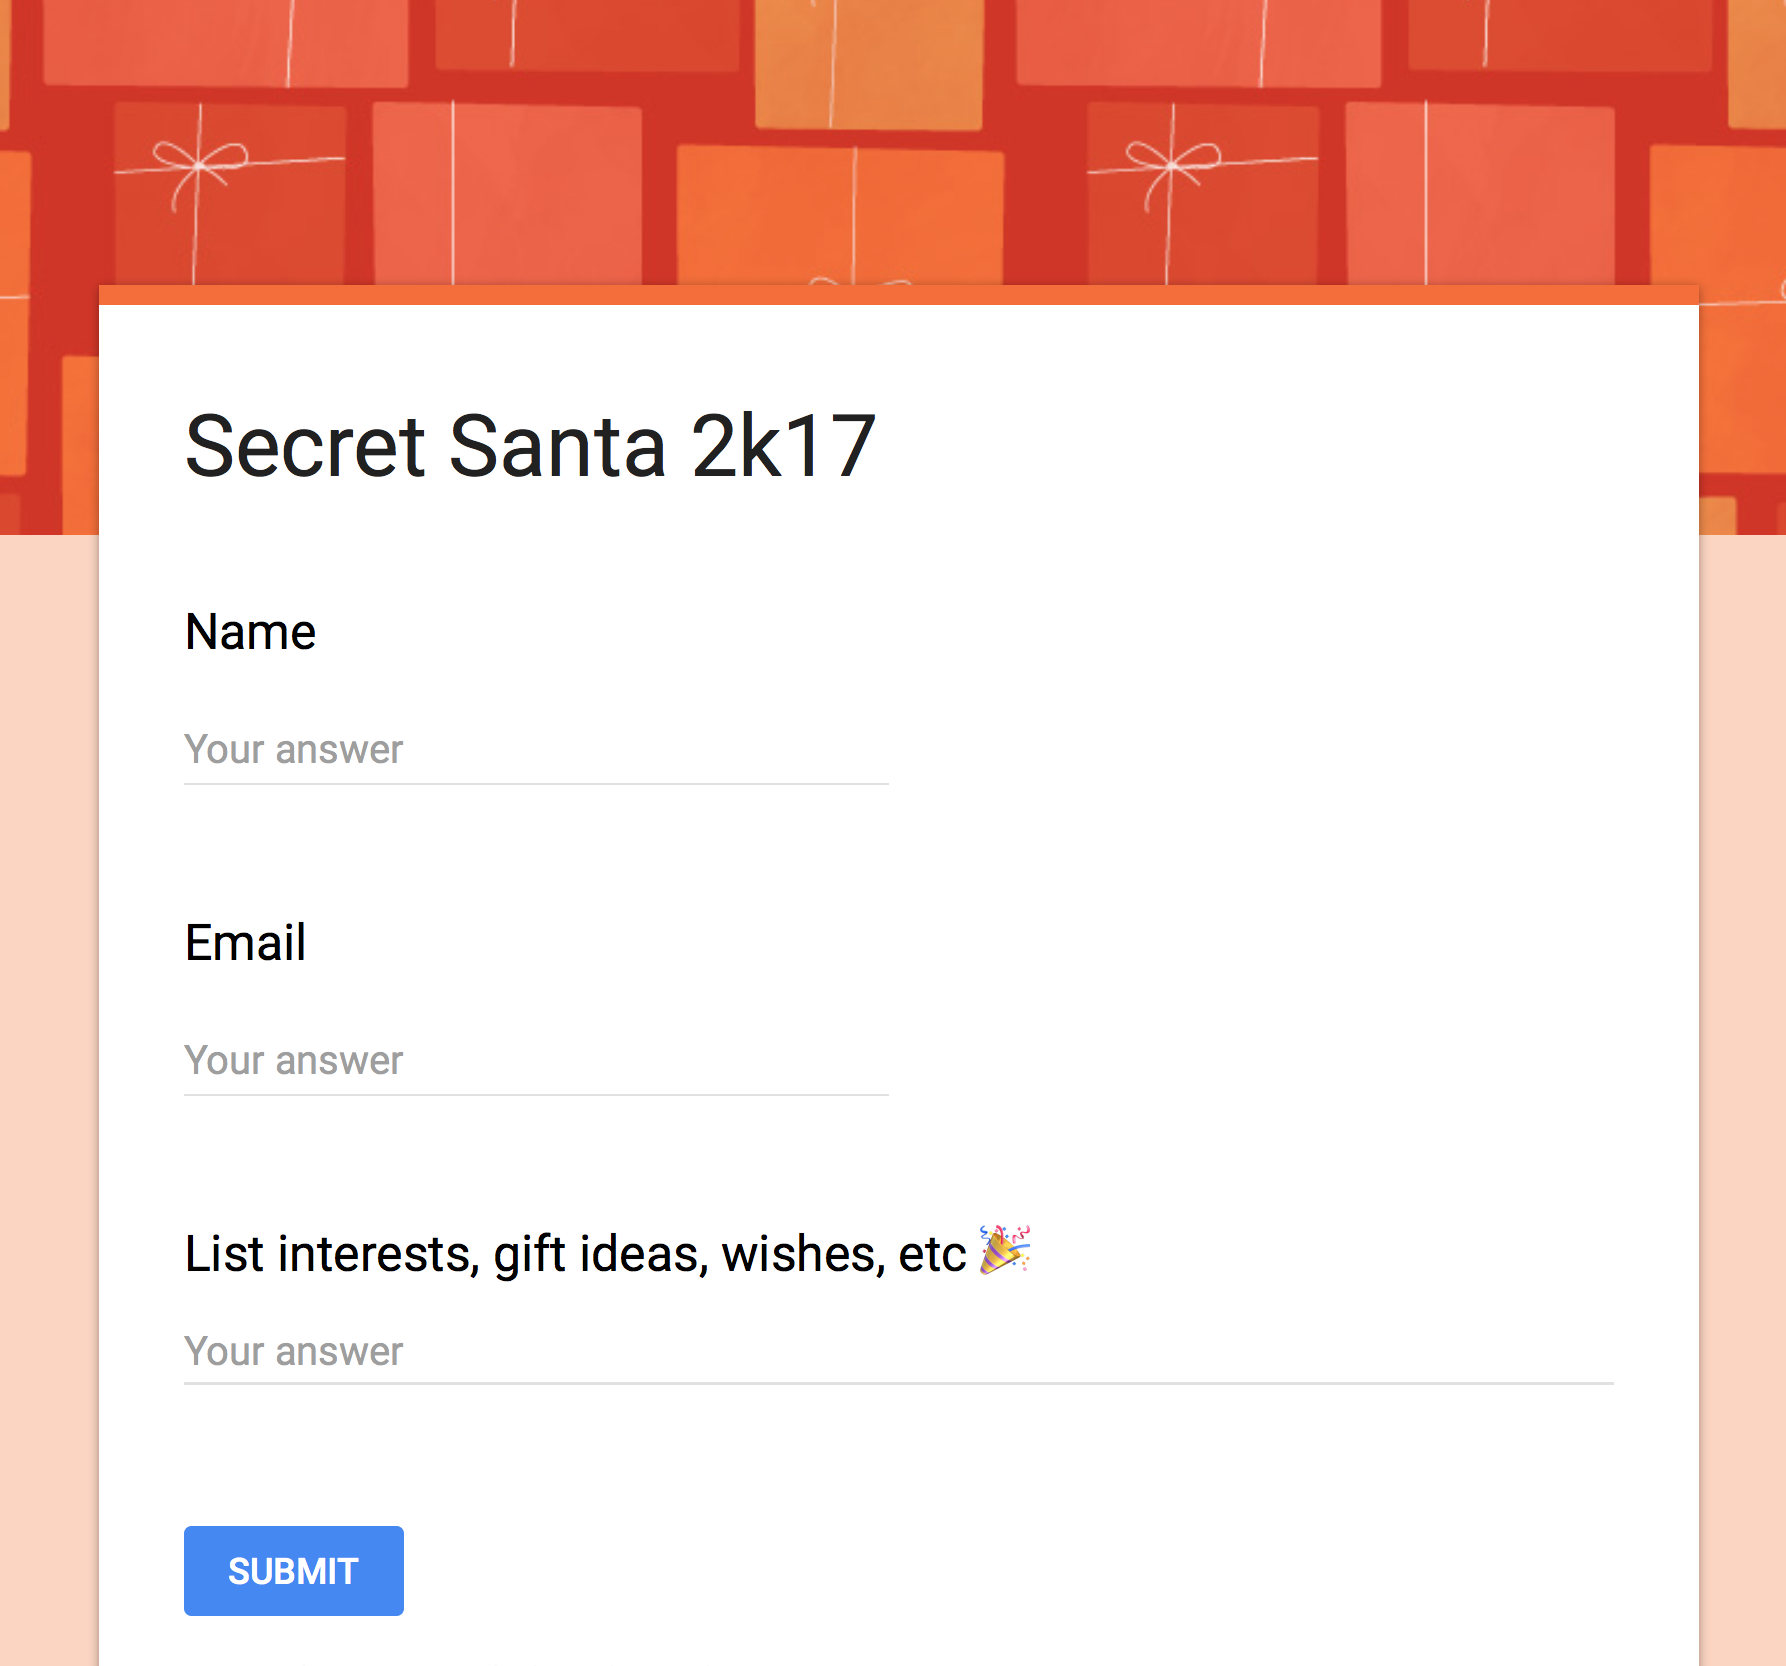 Secret Santa 2k17
Name
Your answer
Email
Your answer
List interests, gift ideas, wishes, etc 🎉
Your answer
SUBMIT